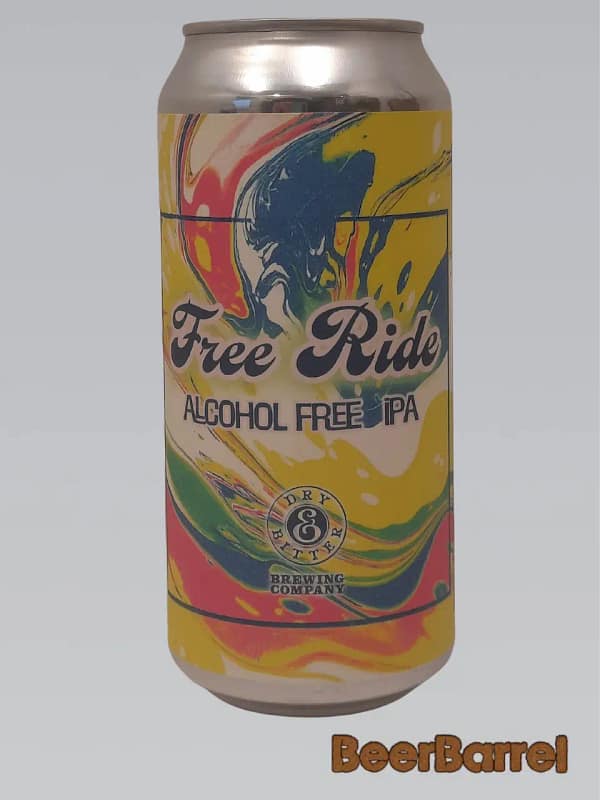 Free Ride
ALCOHOL FREE IPA
DRY
&
BITTER
BREWING
COMPANY
BeerBarrel